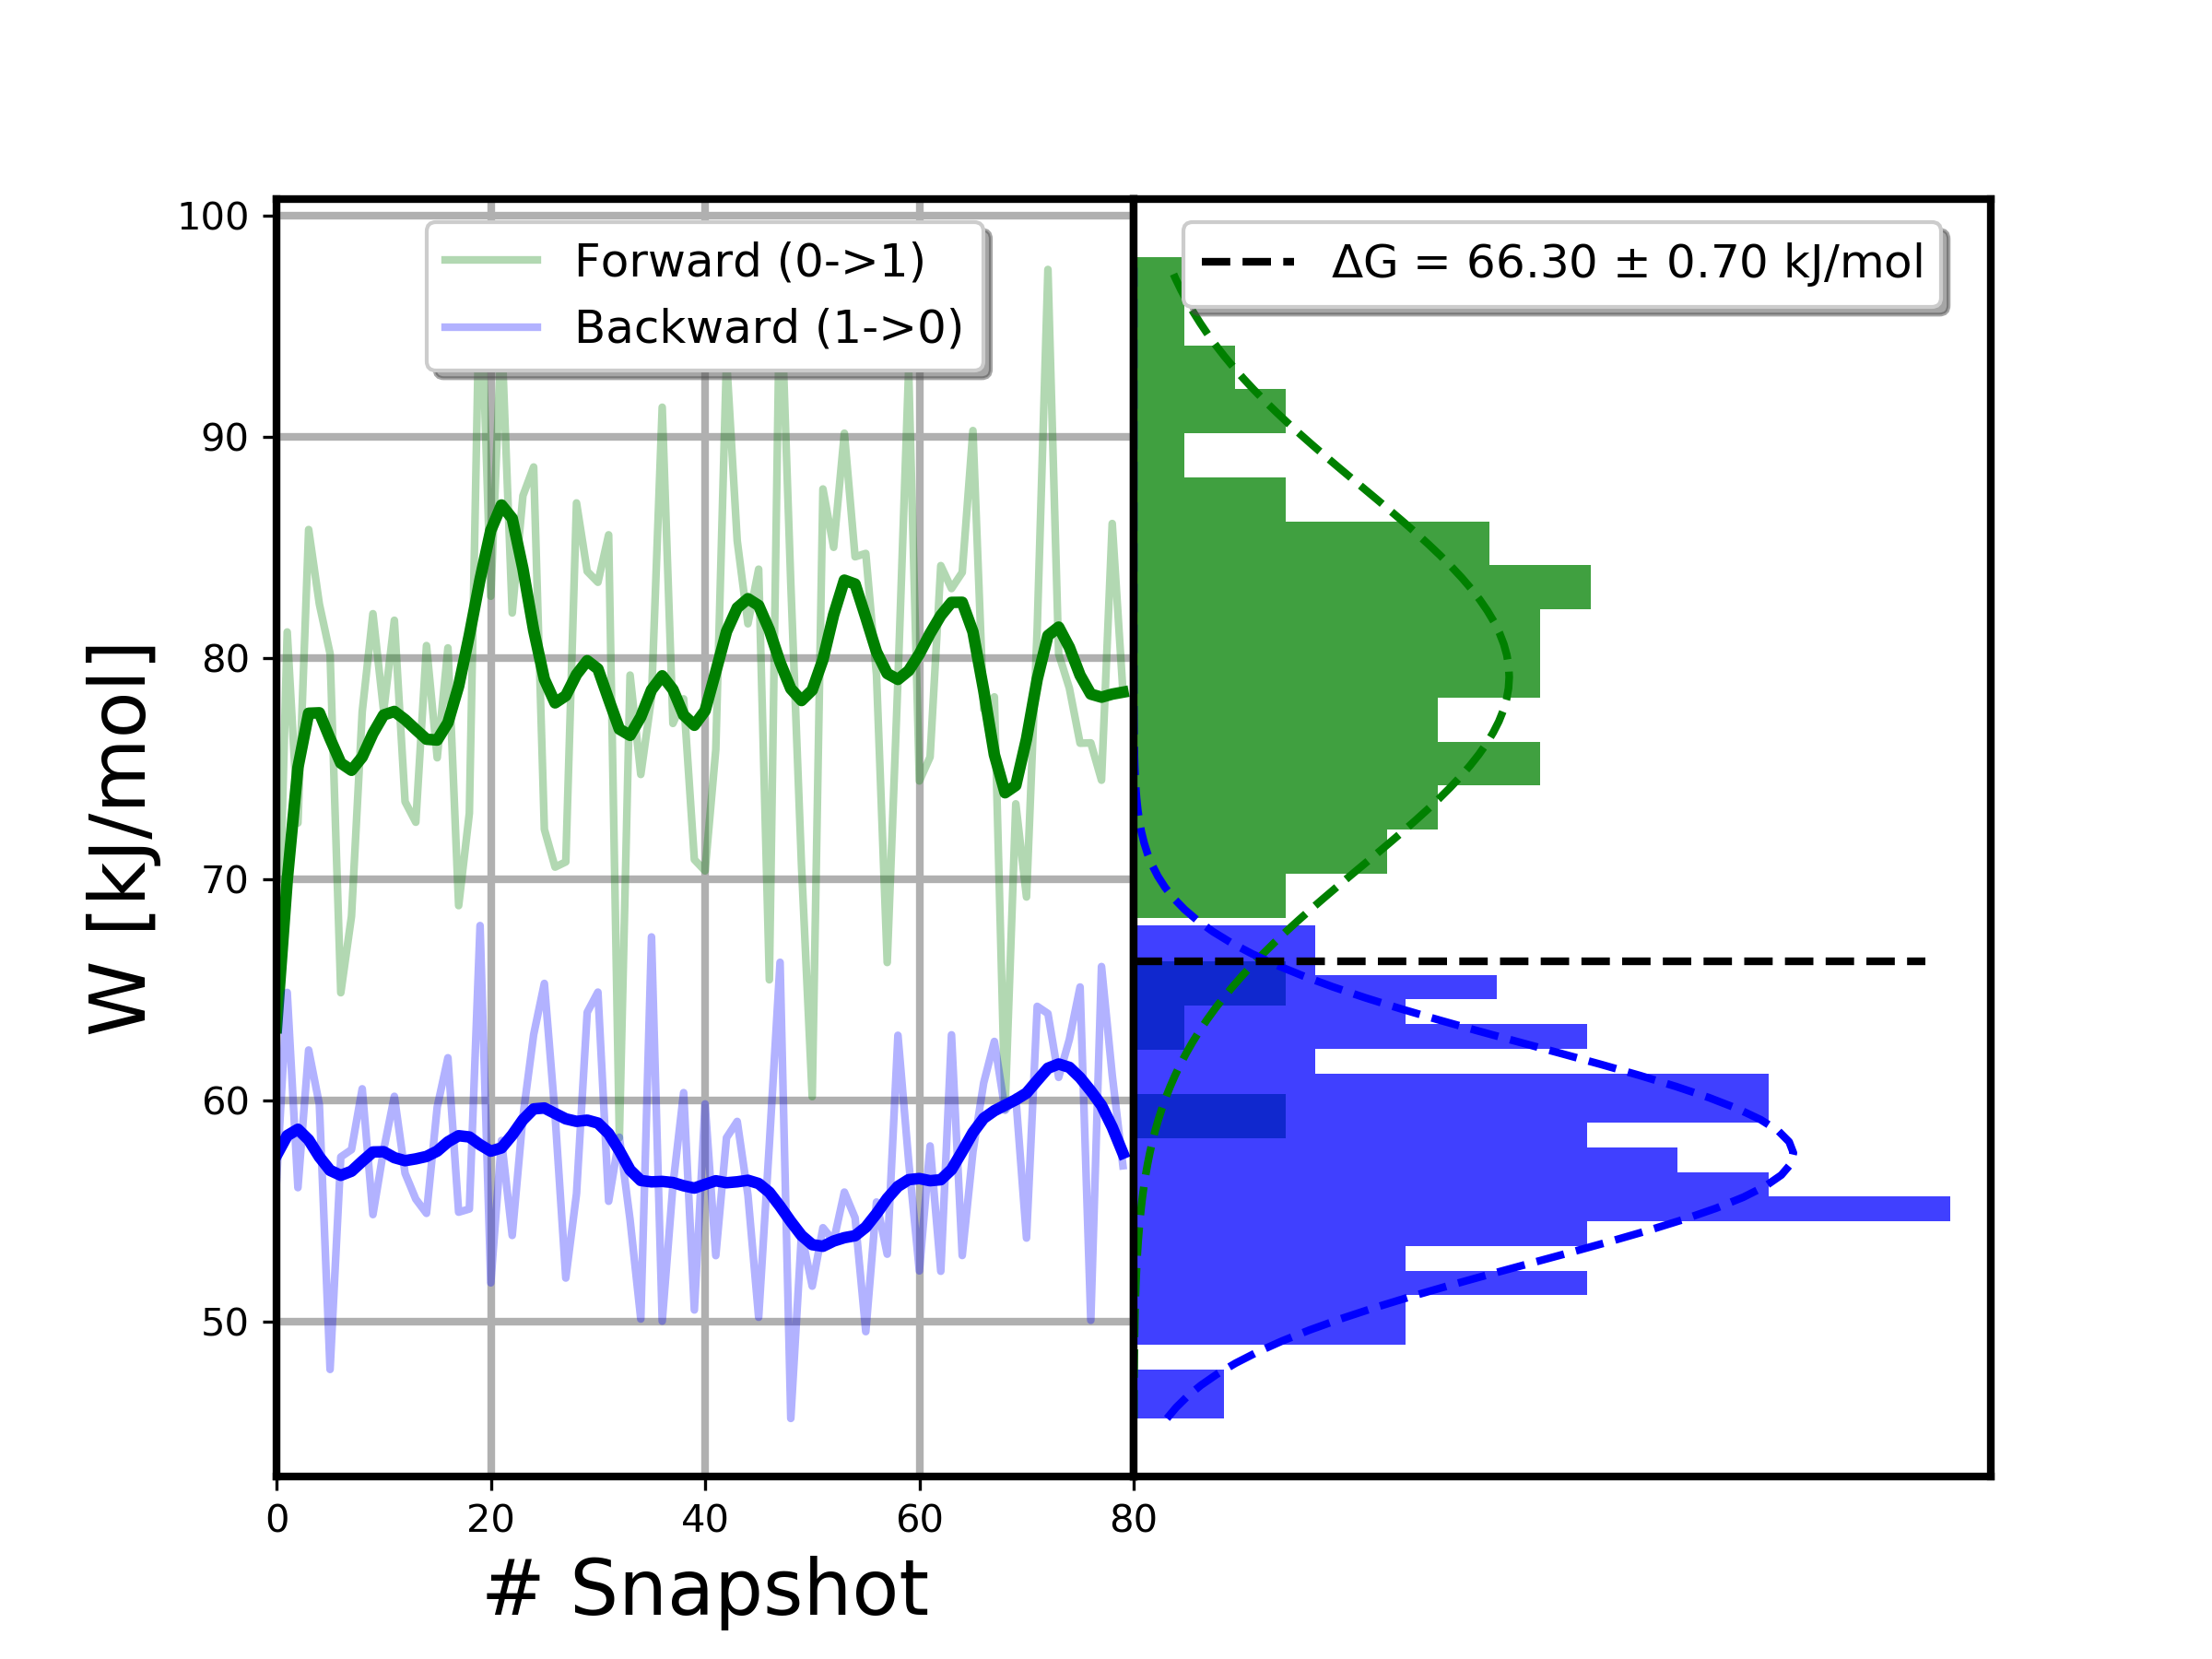 100
90
80
70
60
50
W [kJ/mol]
Forward (0->1)
Backward (1->0)
ΔG = 66.30 ± 0.70 kJ/mol
0 20 40 60 80
# Snapshot